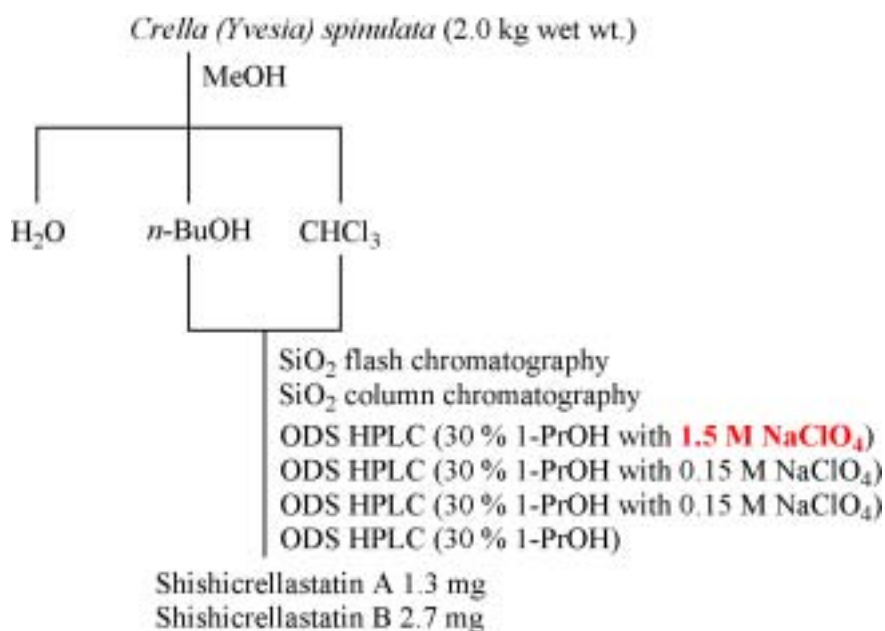 Crella (Yvesia) spinulata (2.0 kg wet wt.)
MeOH
H₂O n-BuOH CHCl₃
SiO₂ flash chromatography
SiO₂ column chromatography
ODS HPLC (30 % 1-PrOH with 1.5 M NaClO₄)
ODS HPLC (30 % 1-PrOH with 0.15 M NaClO₄)
ODS HPLC (30 % 1-PrOH with 0.15 M NaClO₄)
ODS HPLC (30 % 1-PrOH)
Shishicrellastatin A 1.3 mg
Shishicrellastatin B 2.7 mg